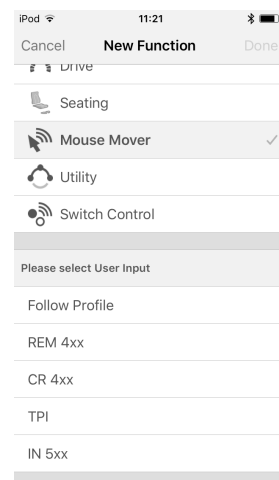 iPod 11:21
Cancel New Function Done
Drive
Seating
Mouse Mover
Utility
Switch Control
Please select User Input
Follow Profile
REM 4xx
CR 4xx
TPI
IN 5xx